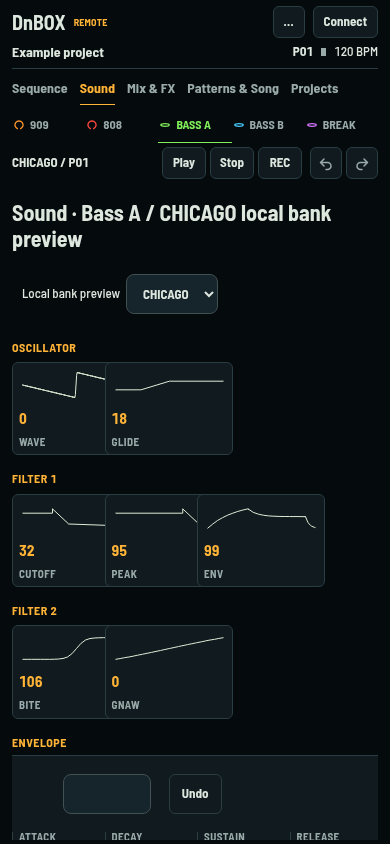 DnBOX REMOTE ... Connect
Example project P01 120 BPM
Sequence Sound Mix & FX Patterns & Song Projects
909 808 BASS A BASS B BREAK
CHICAGO / P01 Play Stop REC
Sound · Bass A / CHICAGO local bank
preview
Local bank preview CHICAGO
OSCILLATOR
0 18
WAVE GLIDE
FILTER 1
32 95 99
CUTOFF PEAK ENV
FILTER 2
106 0
BITE GNAW
ENVELOPE
Undo
ATTACK DECAY SUSTAIN RELEASE